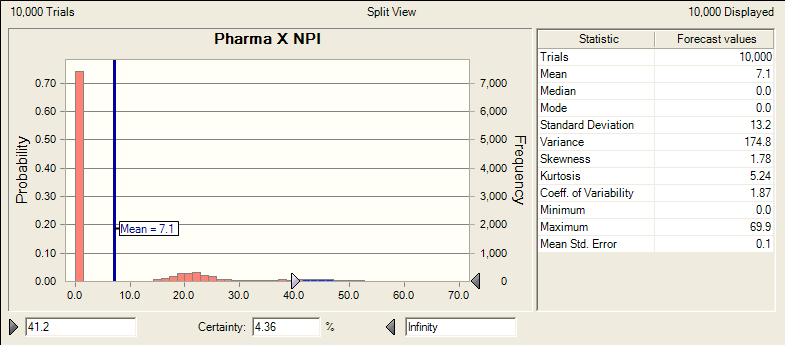 10,000 Trials Split View 10,000 Displayed
Pharma X NPI
Probability
0.70
0.60
0.50
0.40
0.30
0.20
0.10
0.00
Mean = 7.1
0.0 10.0 20.0 30.0 40.0 50.0 60.0 70.0
7,000
6,000
5,000
4,000
3,000
2,000
1,000
0
Frequency
Statistic Forecast values
Trials 10,000
Mean 7.1
Median 0.0
Mode 0.0
Standard Deviation 13.2
Variance 174.8
Skewness 1.78
Kurtosis 5.24
Coeff. of Variability 1.87
Minimum 0.0
Maximum 69.9
Mean Std. Error 0.1
41.2 Certainty: 4.36 % Infinity